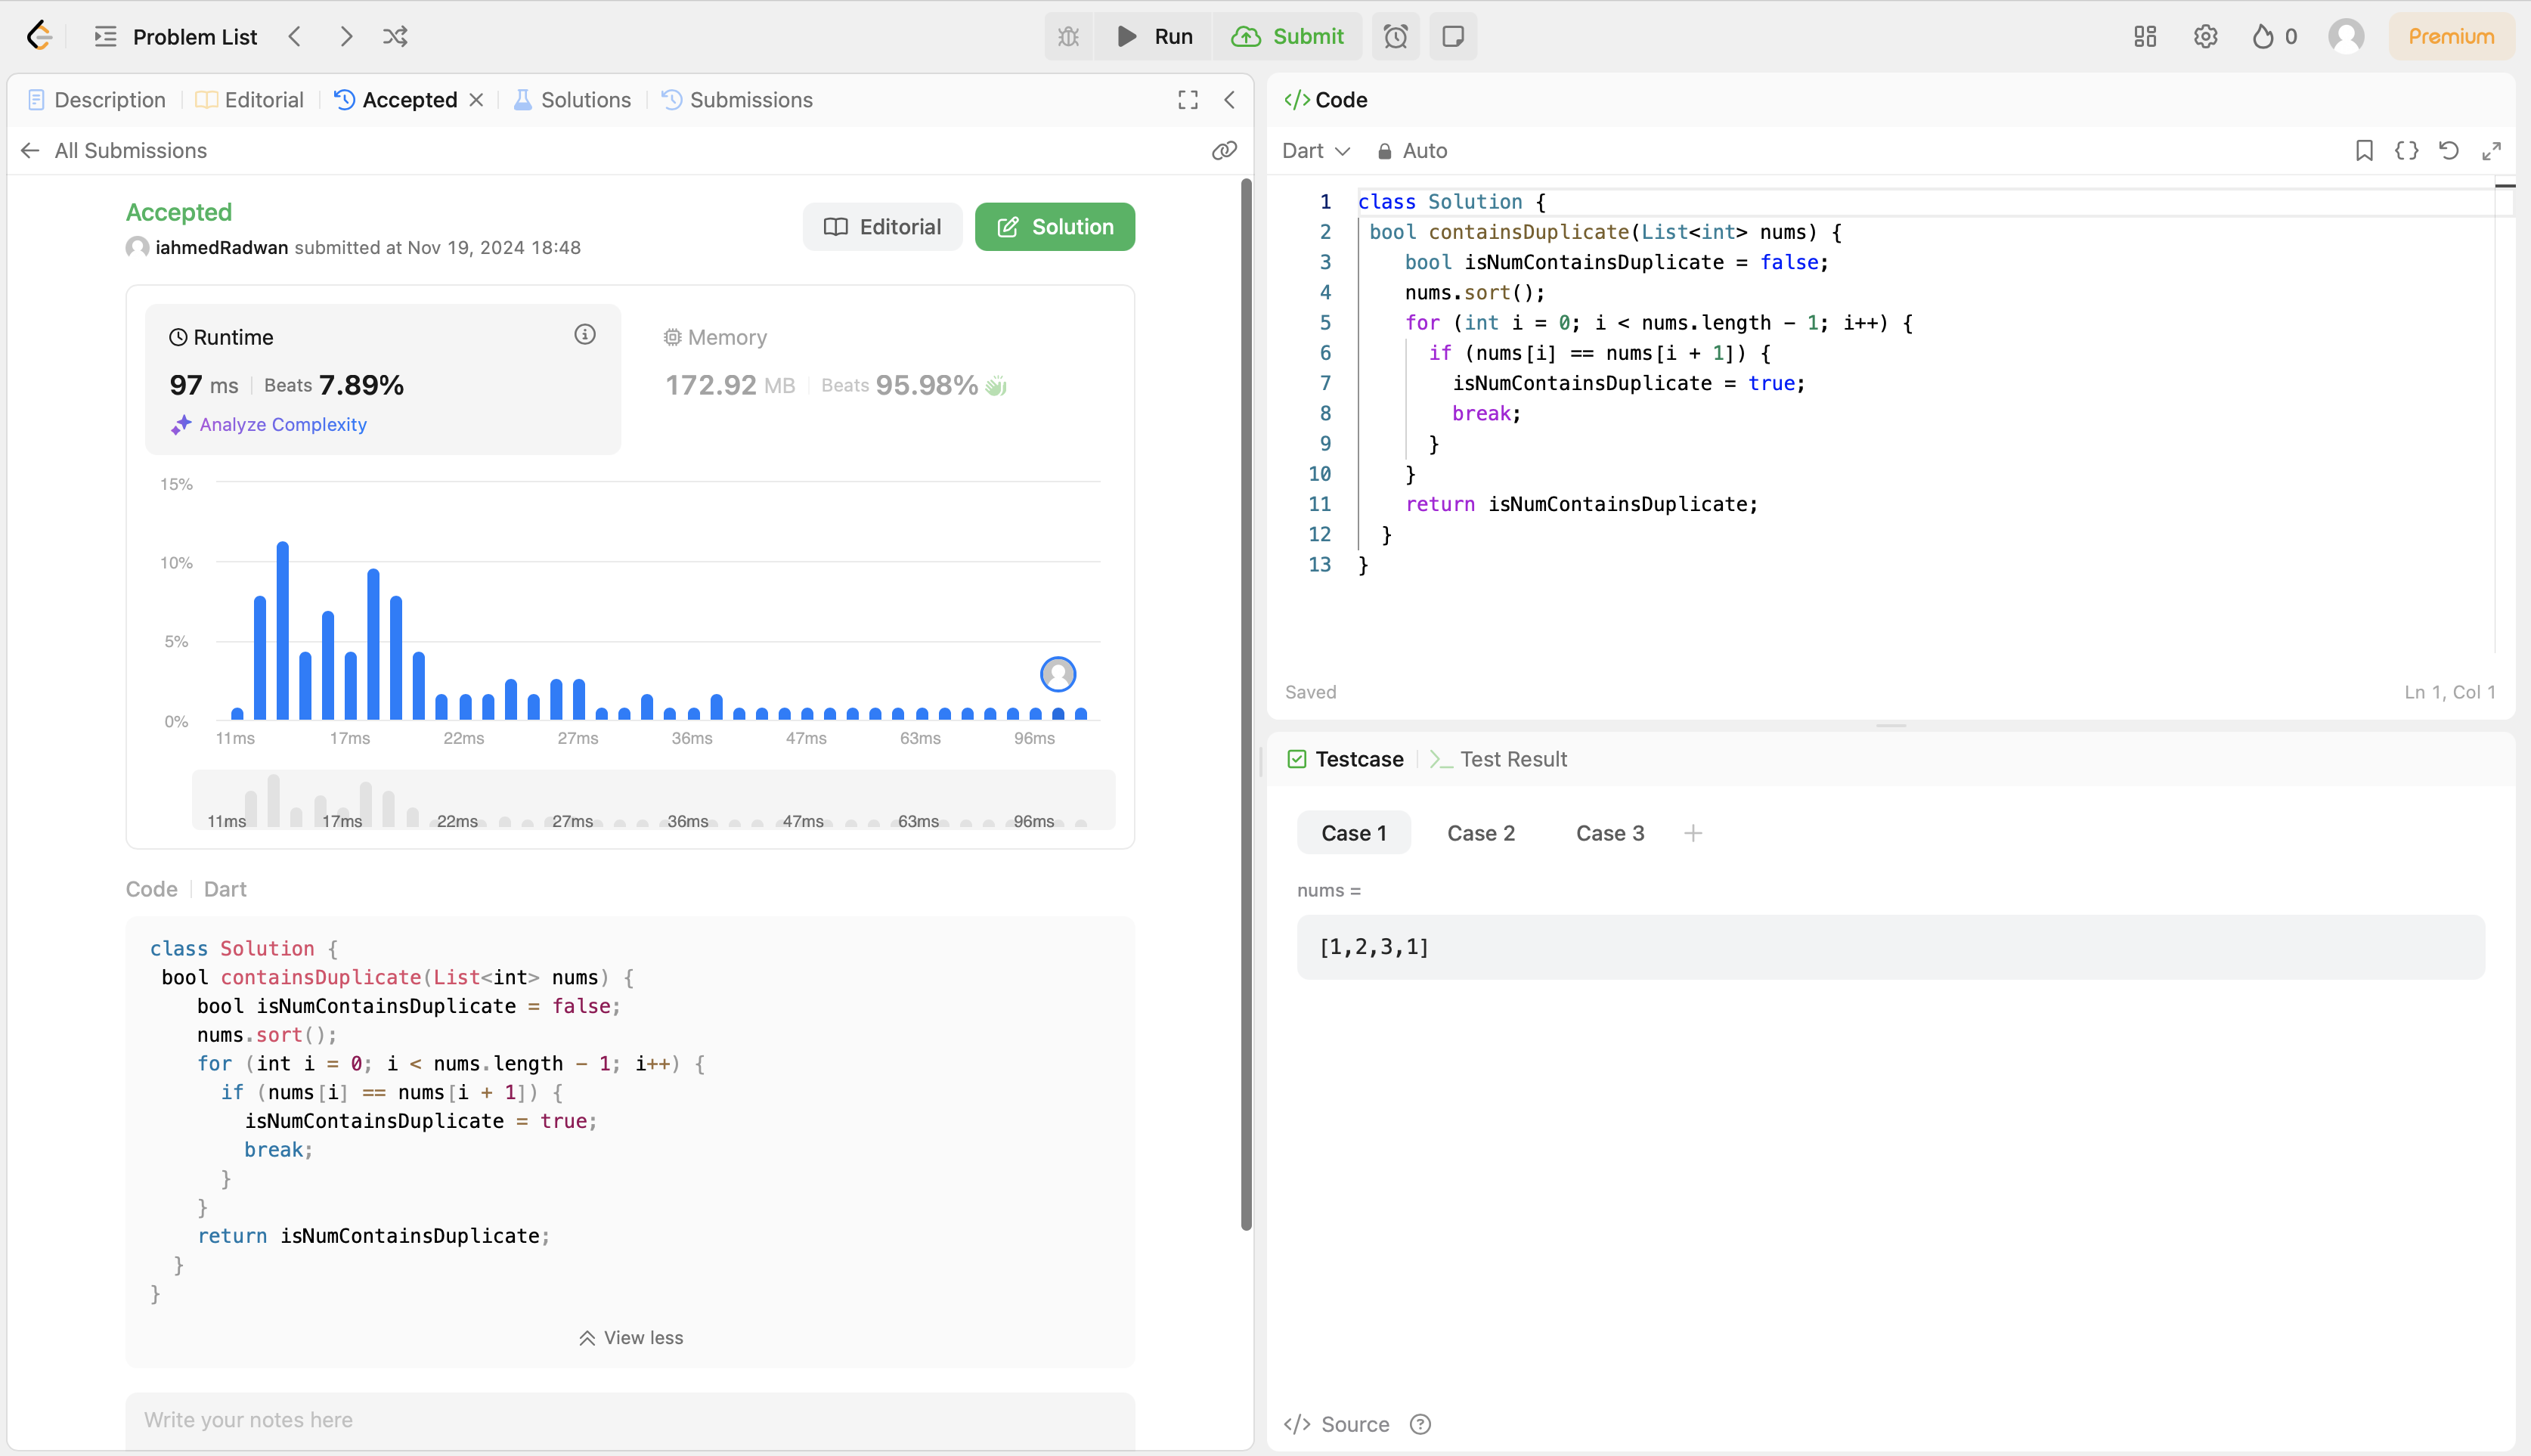 Problem List
Run
Submit
0
Premium
Description
Editorial
Accepted
Solutions
Submissions
All Submissions
Accepted
iahmedRadwan submitted at Nov 19, 2024 18:48
Editorial
Solution
Runtime
97 ms
Beats 7.89%
Analyze Complexity
Memory
172.92 MB
Beats 95.98%
15%
10%
5%
0%
11ms 17ms 22ms 27ms 36ms 47ms 63ms 96ms
11ms 17ms 22ms 27ms 36ms 47ms 63ms 96ms
Code
Dart
class Solution {
 bool containsDuplicate(List<int> nums) {
    bool isNumContainsDuplicate = false;
    nums.sort();
    for (int i = 0; i < nums.length - 1; i++) {
      if (nums[i] == nums[i + 1]) {
        isNumContainsDuplicate = true;
        break;
      }
    }
    return isNumContainsDuplicate;
  }
}
View less
Write your notes here
</> Code
Dart
Auto
1 class Solution {
2  bool containsDuplicate(List<int> nums) {
3     bool isNumContainsDuplicate = false;
4     nums.sort();
5     for (int i = 0; i < nums.length - 1; i++) {
6       if (nums[i] == nums[i + 1]) {
7         isNumContainsDuplicate = true;
8         break;
9       }
10     }
11     return isNumContainsDuplicate;
12   }
13 }
Saved
Ln 1, Col 1
Testcase
Test Result
Case 1
Case 2
Case 3
nums =
[1,2,3,1]
</> Source